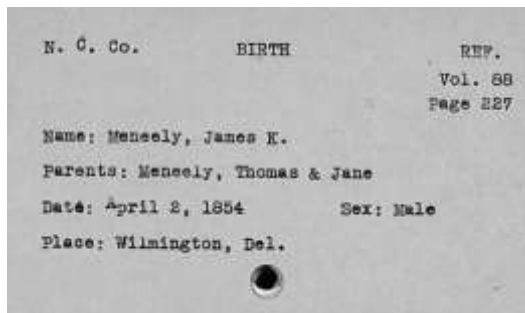 N. C. Co. BIRTH REF.
Vol. 88
Page 227
Name: Meneely, James K.
Parents: Meneely, Thomas & Jane
Date: April 2, 1854 Sex: Male
Place: Wilmington, Del.